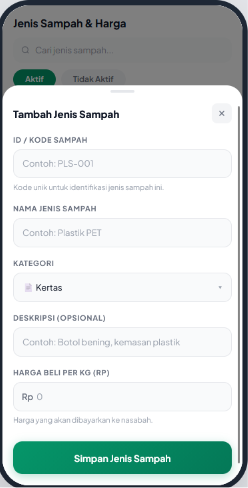 Jenis Sampah & Harga
Cari jenis sampah...
Aktif
Tidak Aktif
Tambah Jenis Sampah
×
ID / KODE SAMPAH
Contoh: PLS-001
Kode unik untuk identifikasi jenis sampah ini.
NAMA JENIS SAMPAH
Contoh: Plastik PET
KATEGORI
Kertas
DESKRIPSI (OPSIONAL)
Contoh: Botol bening, kemasan plastik
HARGA BELI PER KG (RP)
Rp 0
Harga yang akan dibayarkan ke nasabah.
Simpan Jenis Sampah